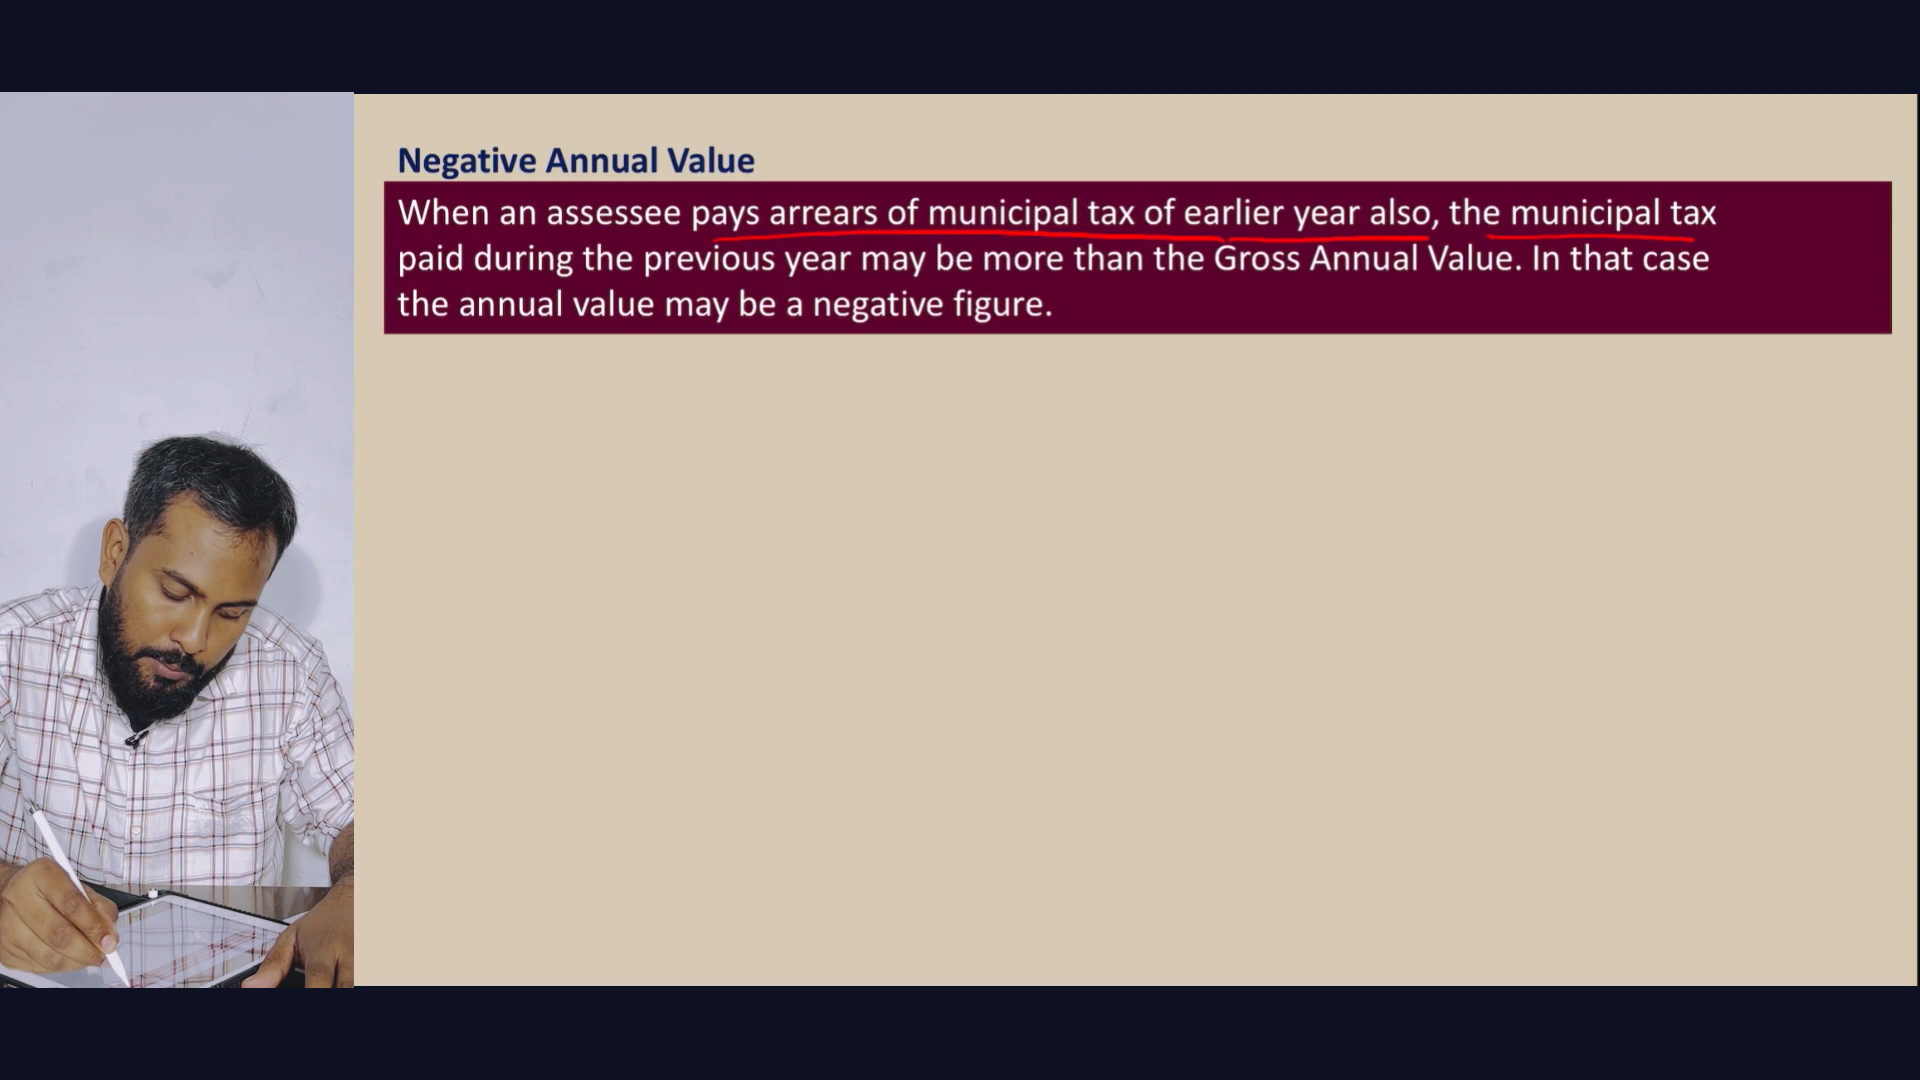 Negative Annual Value
When an assessee pays arrears of municipal tax of earlier year also, the municipal tax
paid during the previous year may be more than the Gross Annual Value. In that case
the annual value may be a negative figure.